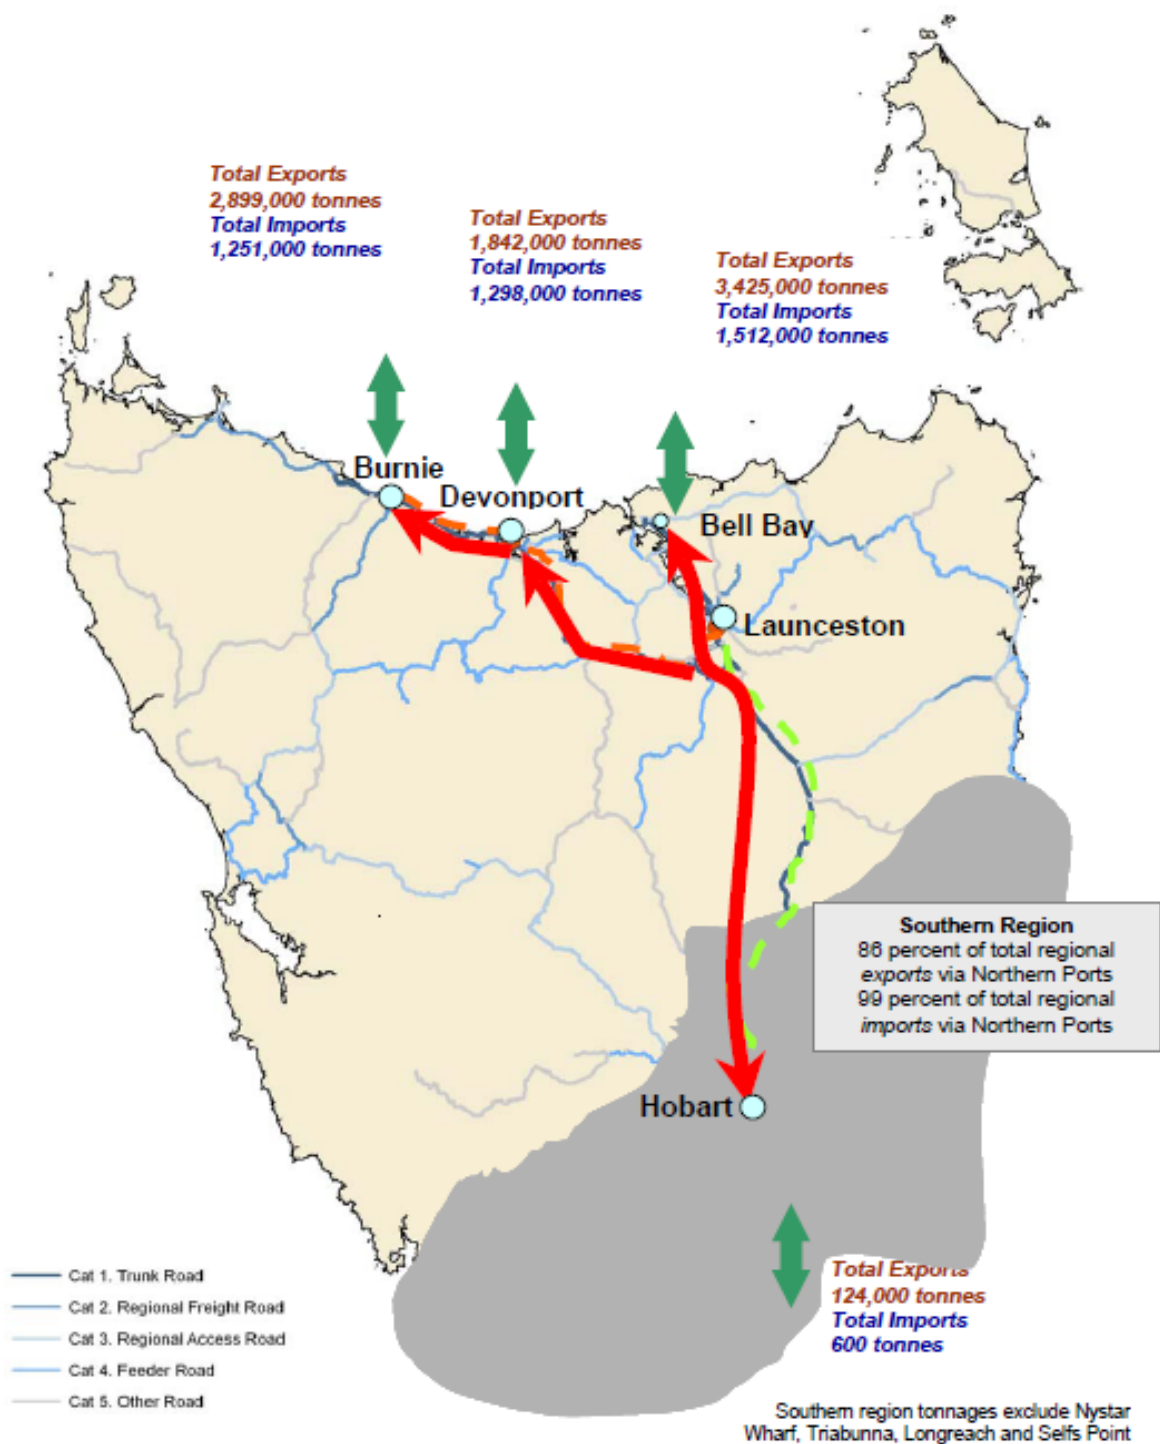 Total Exports
2,899,000 tonnes
Total Imports
1,251,000 tonnes
Total Exports
1,842,000 tonnes
Total Imports
1,298,000 tonnes
Total Exports
3,425,000 tonnes
Total Imports
1,512,000 tonnes
Burnie
Devonport
Bell Bay
Launceston
Southern Region
86 percent of total regional
exports via Northern Ports
99 percent of total regional
imports via Northern Ports
Hobart
Total Exports
124,000 tonnes
Total Imports
600 tonnes
Cat 1. Trunk Road
Cat 2. Regional Freight Road
Cat 3. Regional Access Road
Cat 4. Feeder Road
Cat 5. Other Road
Southern region tonnages exclude Nystar
Wharf, Triabunna, Longreach and Selfs Point